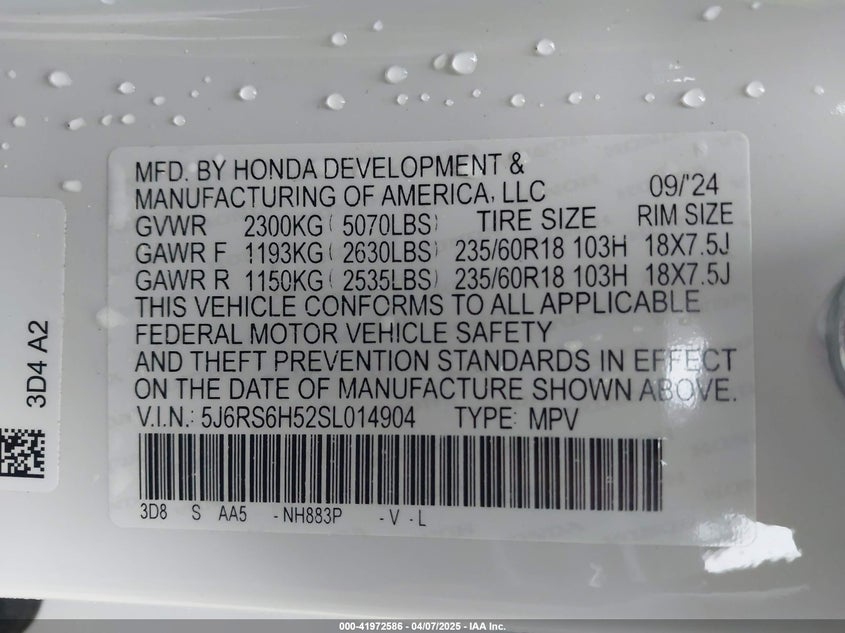 MFD. BY HONDA DEVELOPMENT &
MANUFACTURING OF AMERICA, LLC 09/'24
GVWR 2300KG( 5070LBS) TIRE SIZE RIM SIZE
GAWR F 1193KG( 2630LBS) 235/60R18 103H 18X7.5J
GAWR R 1150KG( 2535LBS) 235/60R18 103H 18X7.5J
THIS VEHICLE CONFORMS TO ALL APPLICABLE
FEDERAL MOTOR VEHICLE SAFETY
AND THEFT PREVENTION STANDARDS IN EFFECT
ON THE DATE OF MANUFACTURE SHOWN ABOVE.
V.I.N.: 5J6RS6H52SL014904 TYPE: MPV
3D8 S AA5 -NH883P -V -L
3D4 A2
000-41972586 - 04/07/2025 - IAA Inc.